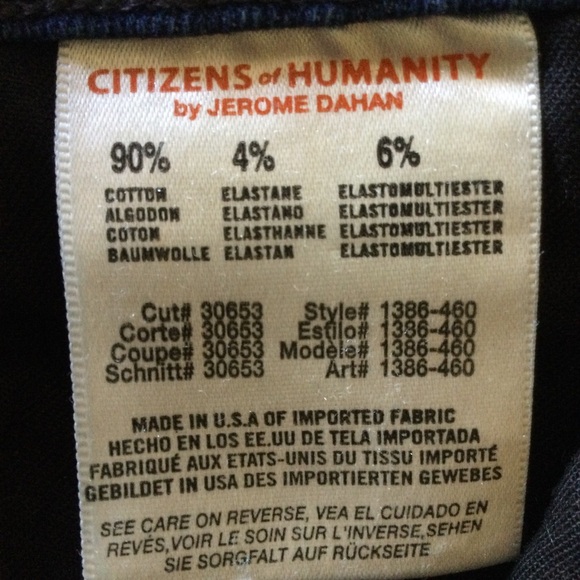 CITIZENS of HUMANITY
by JEROME DAHAN
90% 4% 6%
COTTON ELASTANE ELASTOMULTIESTER
ALGODON ELASTANO ELASTOMULTIESTER
COTON ELASTHANNE ELASTOMULTIESTER
BAUMWOLLE ELASTAN ELASTOMULTIESTER
Cut# 30653 Style# 1386-460
Corte# 30653 Estilo# 1386-460
Coupe# 30653 Modèle# 1386-460
Schnitt# 30653 Art# 1386-460
MADE IN U.S.A OF IMPORTED FABRIC
HECHO EN LOS EE.UU DE TELA IMPORTADA
FABRIQUÉ AUX ETATS-UNIS DU TISSU IMPORTÉ
GEBILDET IN USA DES IMPORTIERTEN GEWEBES
SEE CARE ON REVERSE, VEA EL CUIDADO EN
REVÉS,VOIR LE SOIN SUR L'INVERSE,SEHEN
SIE SORGFALT AUF RÜCKSEITE